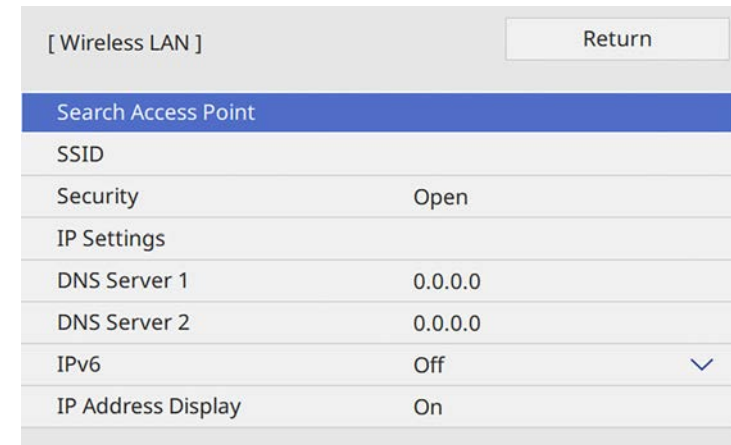 [ Wireless LAN ] Return
Search Access Point
SSID
Security Open
IP Settings
DNS Server 1 0.0.0.0
DNS Server 2 0.0.0.0
IPv6 Off
IP Address Display On